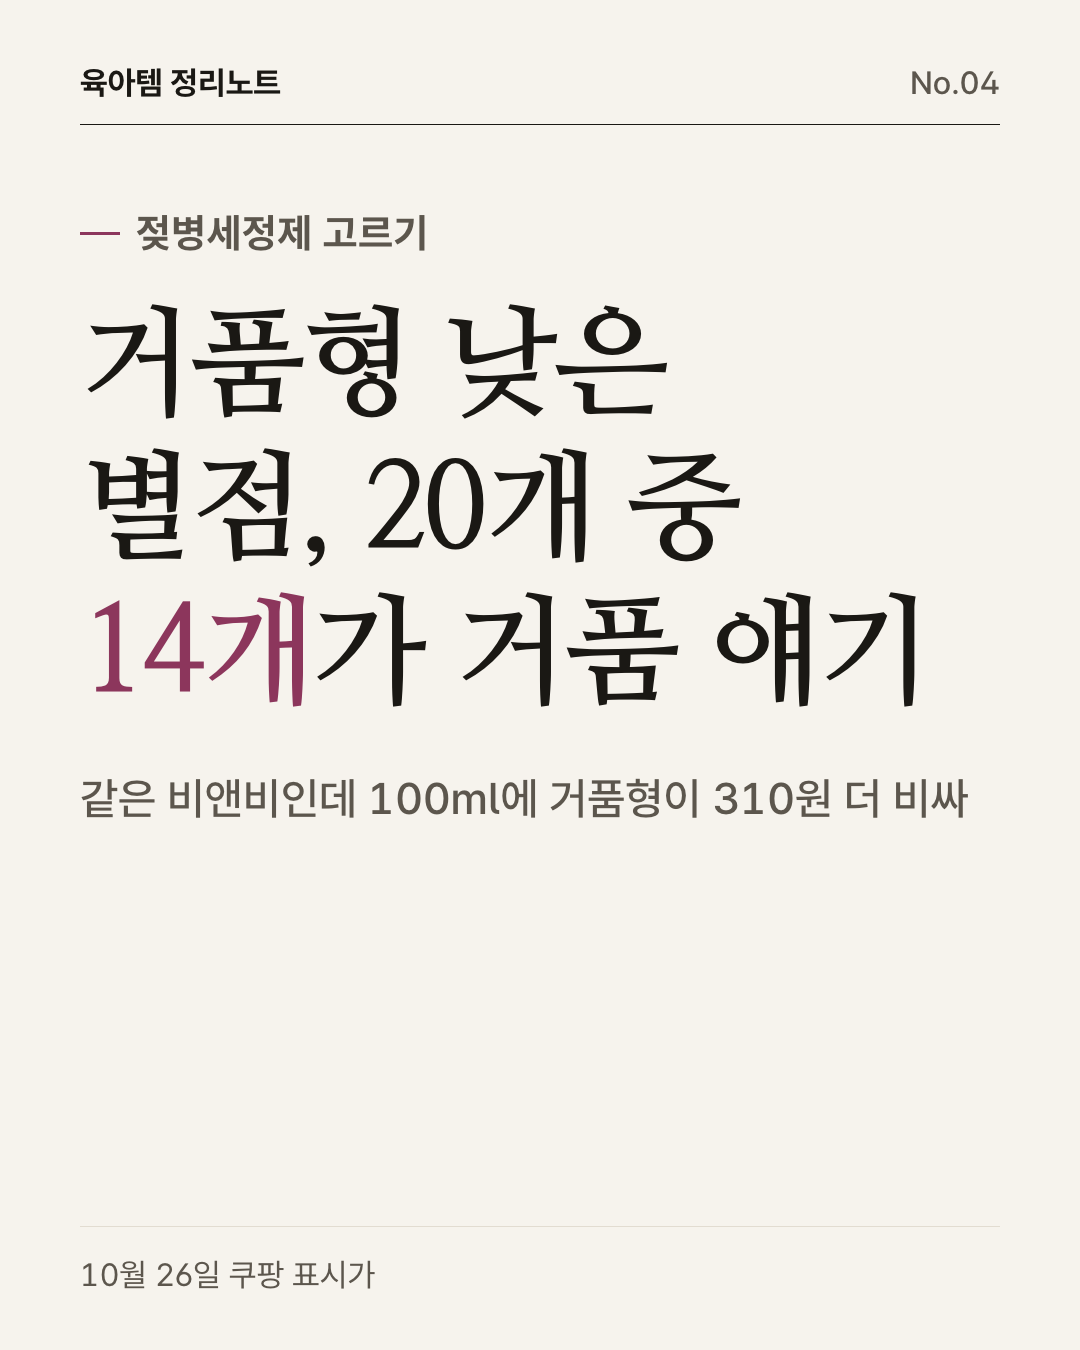 육아템 정리노트
No.04
젖병세정제 고르기
거품형 낮은
별점, 20개 중
14개가 거품 얘기
같은 비앤비인데 100ml에 거품형이 310원 더 비싸
10월 26일 쿠팡 표시가